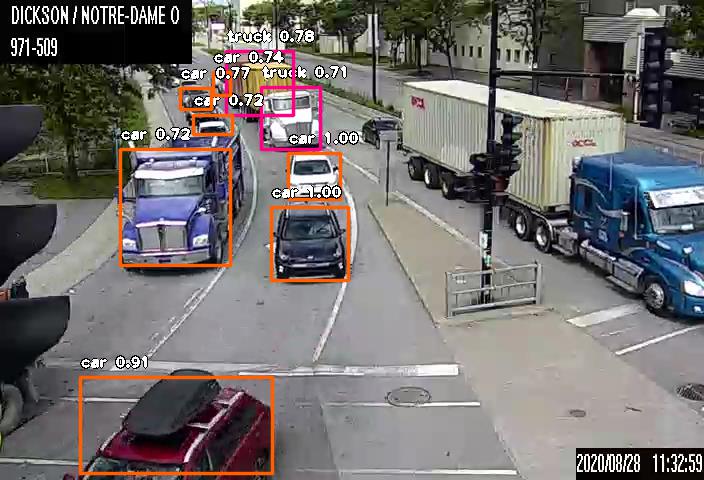 DICKSON / NOTRE-DAME O
971-509
truck 0.78
car 0.74
car 0.77
truck 0.71
car 0.72
car 0.72
car 1.00
car 1.00
car 0.91
2020/08/28 11:32:59